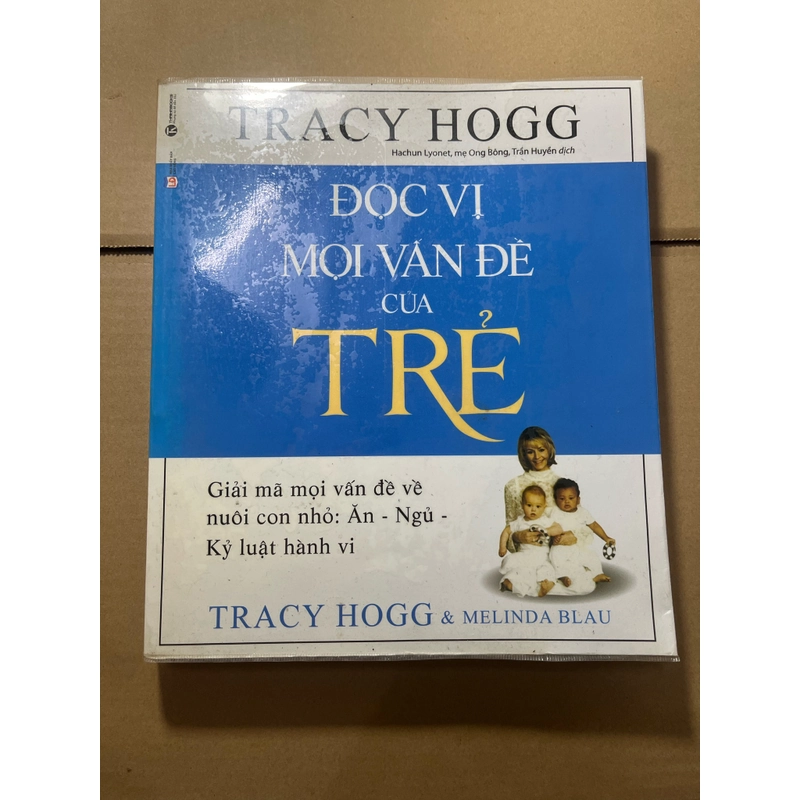 TRACY HOGG
Hachun Lyonet, mẹ Ong Bông, Trần Huyền dịch
ĐỌC VỊ
MỌI VẤN ĐỀ
CỦA
TRẺ
Giải mã mọi vấn đề về
nuôi con nhỏ: Ăn - Ngủ -
Kỷ luật hành vi
TRACY HOGG & MELINDA BLAU